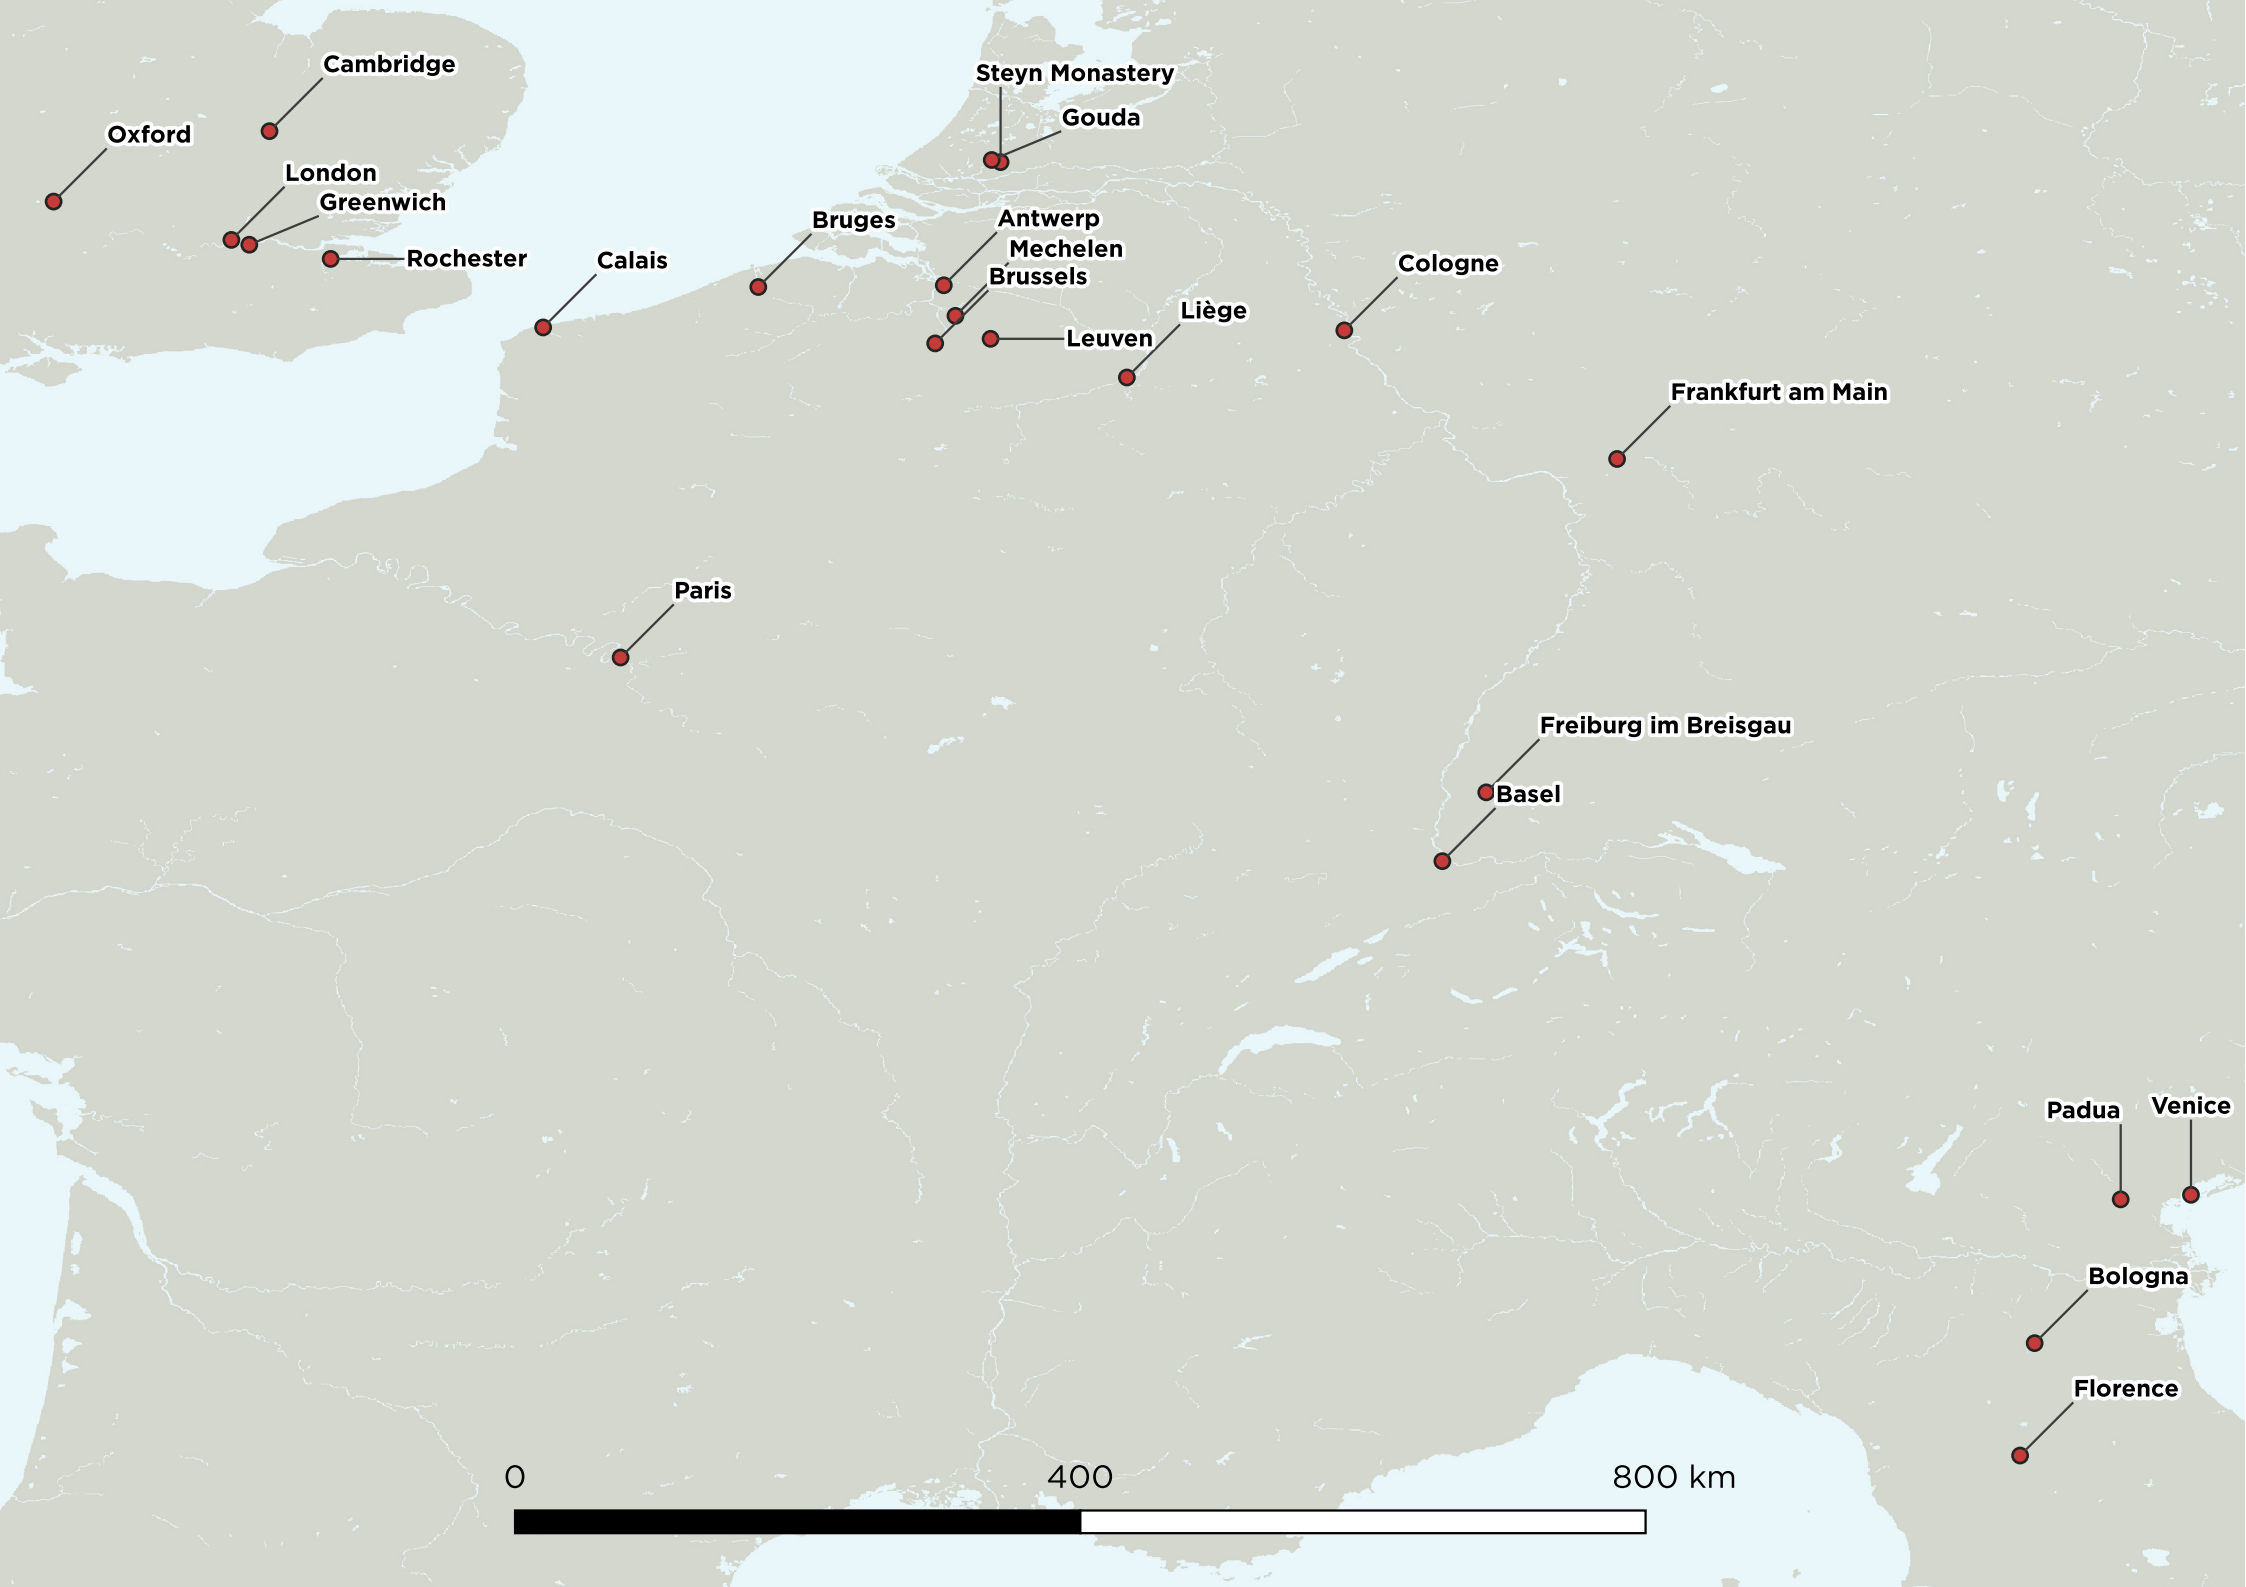 Cambridge
Steyn Monastery
Gouda
Oxford
London
Greenwich
Bruges
Antwerp
Mechelen
Rochester
Calais
Brussels
Cologne
Liège
Leuven
Frankfurt am Main
Paris
Freiburg im Breisgau
Basel
Padua
Venice
Bologna
Florence
0 400 800 km